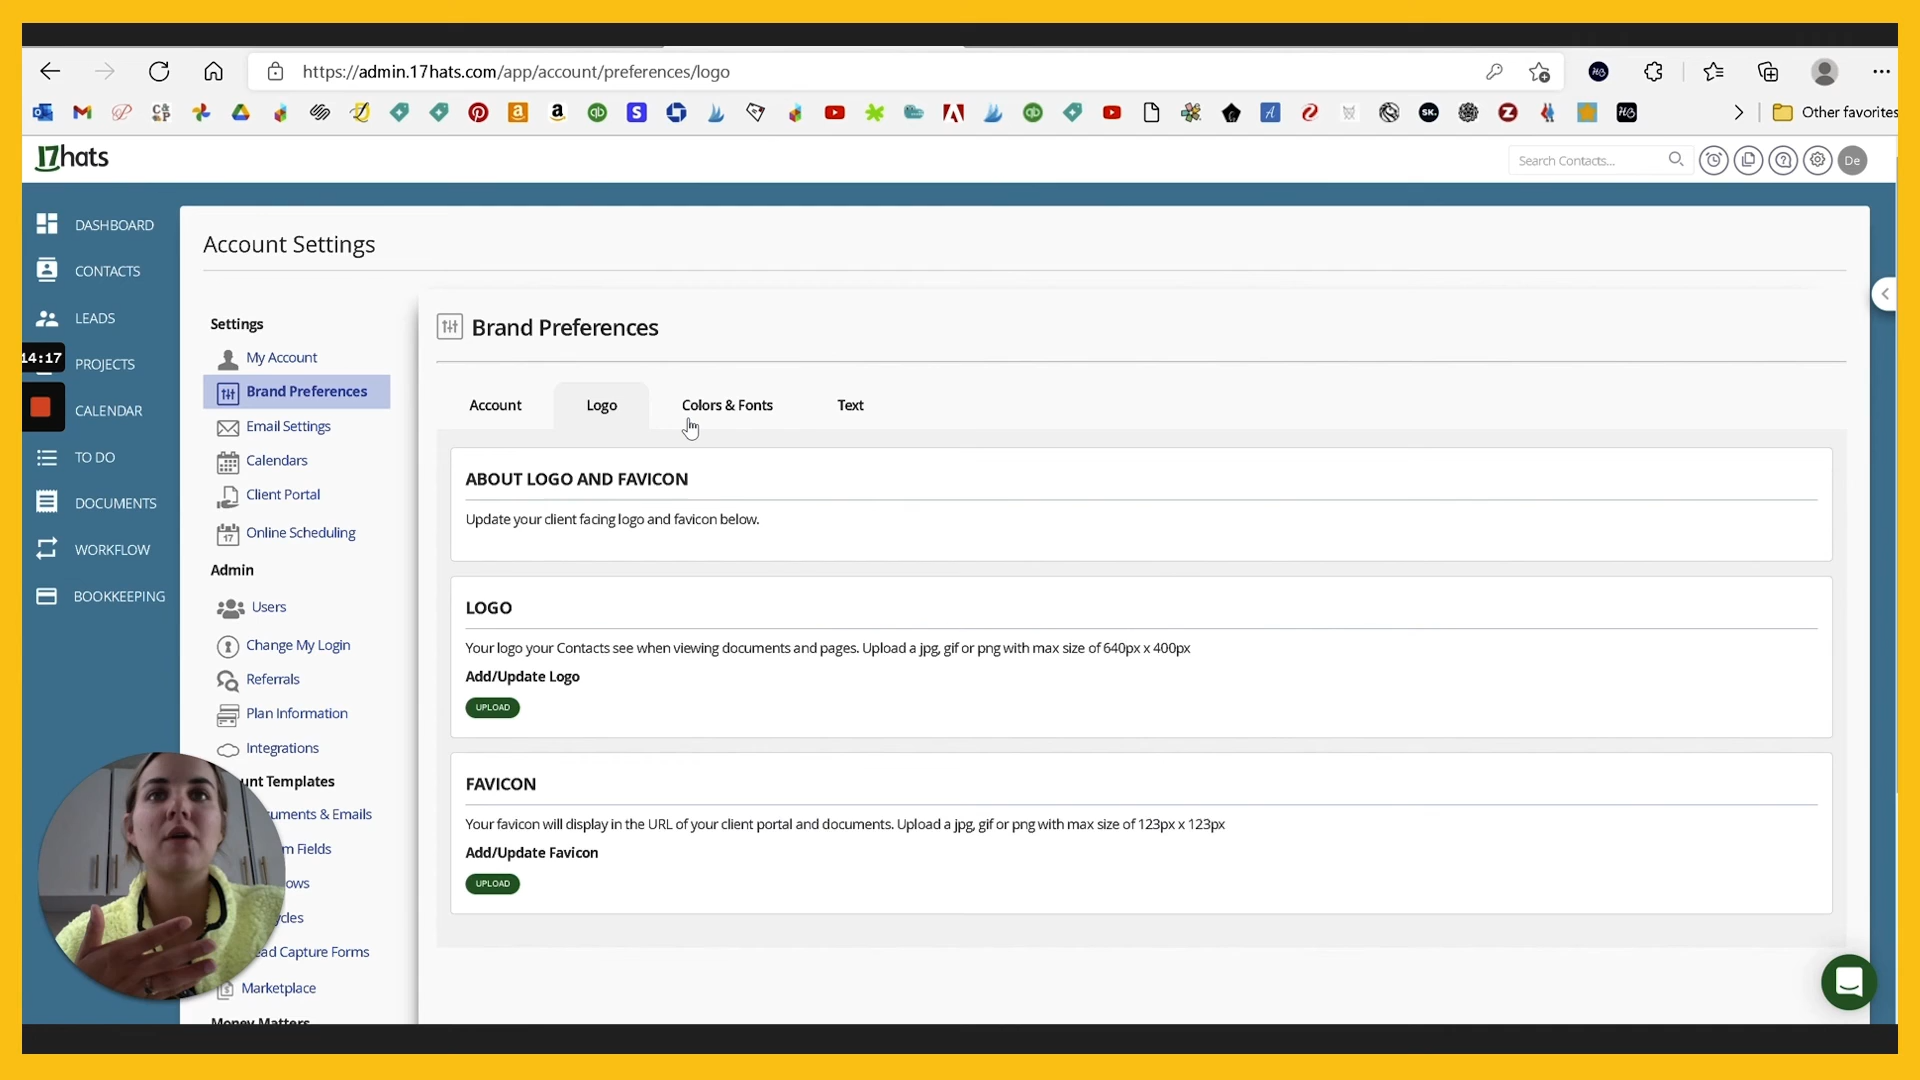 https://admin.17hats.com/app/account/preferences/logo
Other favorites
17hats
Search Contacts...
De
DASHBOARD
CONTACTS
LEADS
14:17
PROJECTS
CALENDAR
TO DO
DOCUMENTS
WORKFLOW
BOOKKEEPING
Account Settings
Settings
My Account
Brand Preferences
Email Settings
Calendars
Client Portal
17
Online Scheduling
Admin
Users
Change My Login
Referrals
Plan Information
Integrations
unt Templates
uments & Emails
m Fields
ows
ycles
ead Capture Forms
Marketplace
Money Matters
Brand Preferences
Account
Logo
Colors & Fonts
Text
ABOUT LOGO AND FAVICON
Update your client facing logo and favicon below.
LOGO
Your logo your Contacts see when viewing documents and pages. Upload a jpg, gif or png with max size of 640px x 400px
Add/Update Logo
UPLOAD
FAVICON
Your favicon will display in the URL of your client portal and documents. Upload a jpg, gif or png with max size of 123px x 123px
Add/Update Favicon
UPLOAD